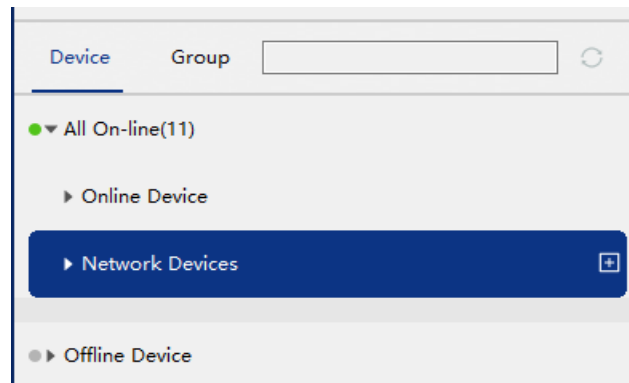 Device Group
All On-line(11)
Online Device
Network Devices
Offline Device